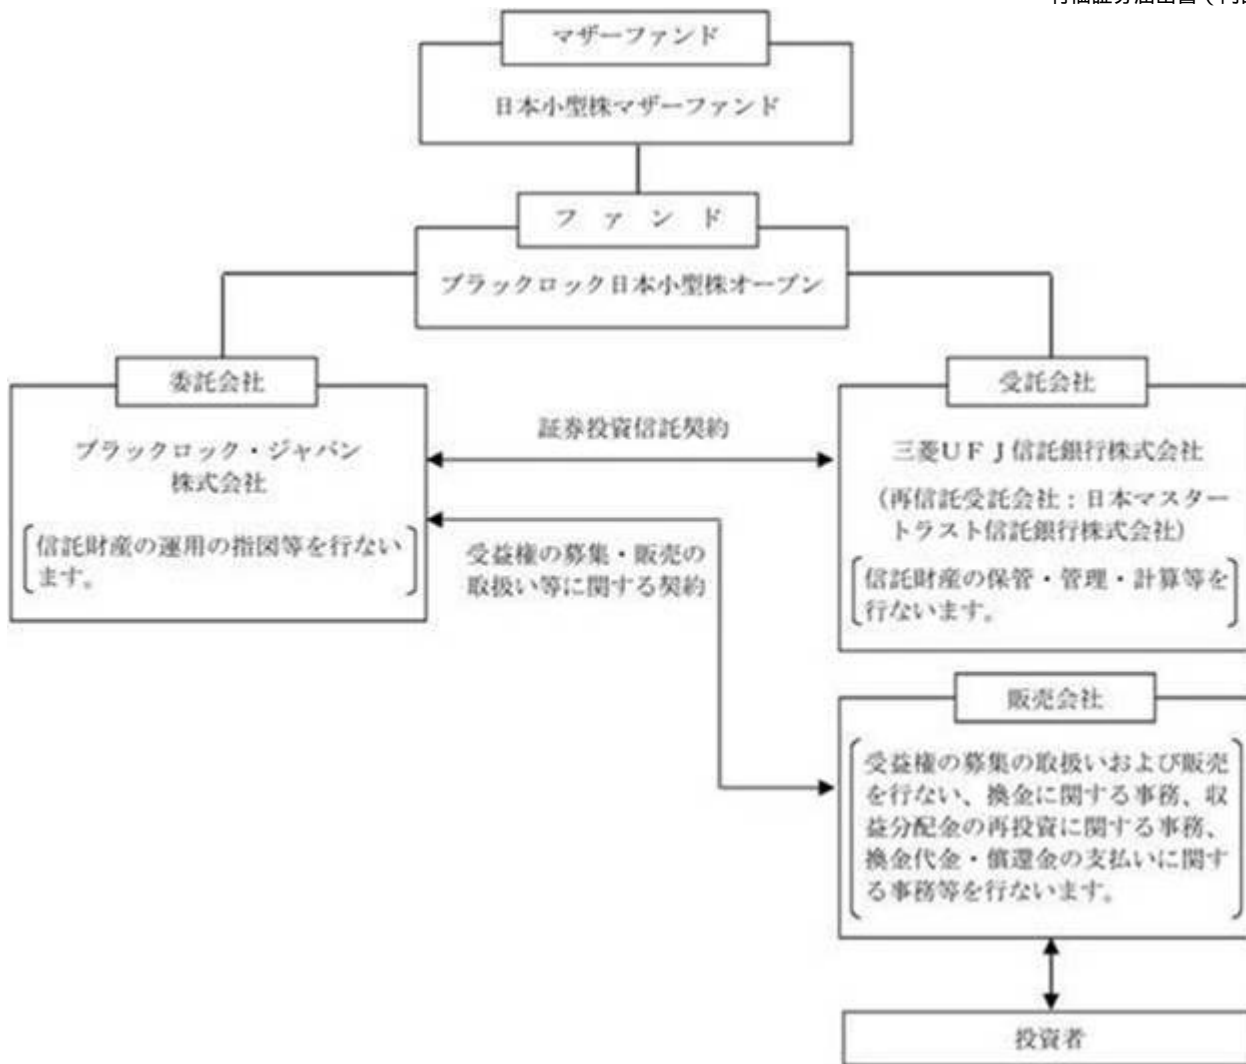 マザーファンド
日本小型株マザーファンド
ファンド
ブラックロック日本小型株オープン
委託会社
ブラックロック・ジャパン
株式会社
信託財産の運用の指図等を行ない
ます。
証券投資信託契約
受益権の募集・販売の
取扱い等に関する契約
受託会社
三菱UFJ信託銀行株式会社
(再信託受託会社：日本マスター
トラスト信託銀行株式会社)
信託財産の保管・管理・計算等を
行ないます。
販売会社
受益権の募集の取扱いおよび販売
を行ない、換金に関する事務、収
益分配金の再投資に関する事務、
換金代金・償還金の支払いに関す
る事務等を行ないます。
投資者